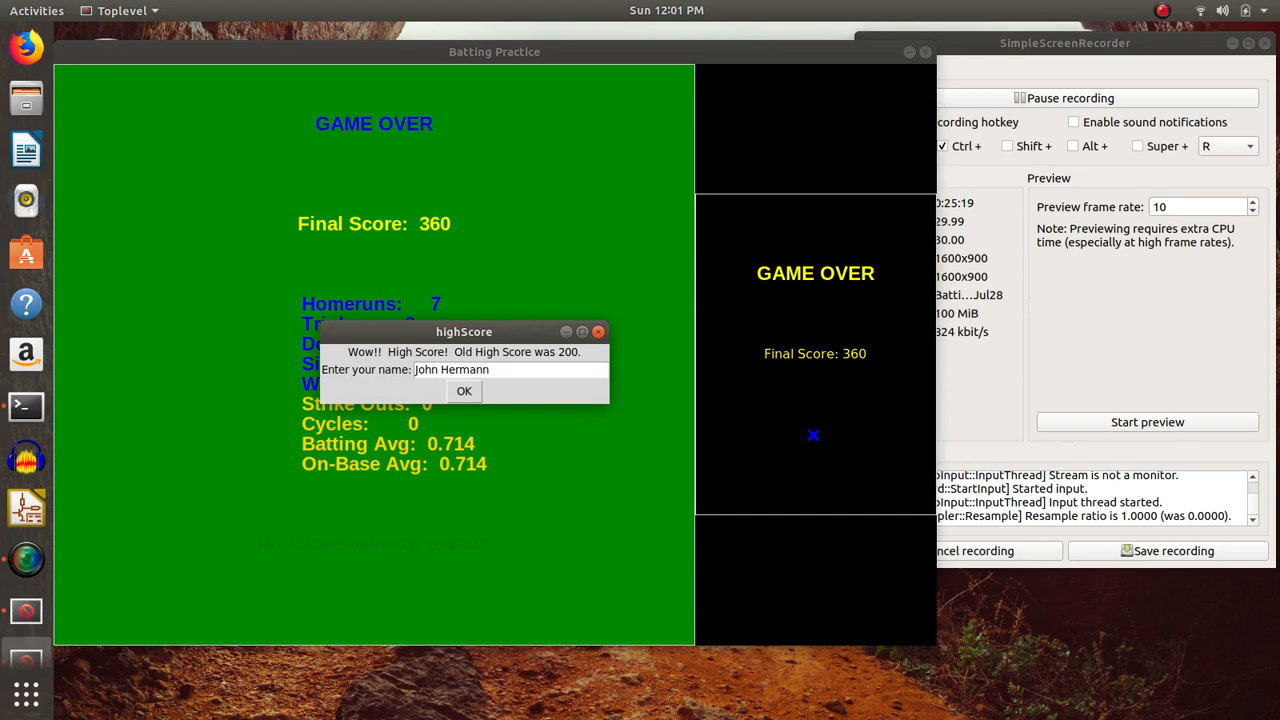 Activities
Toplevel
Sun 12:01 PM
Batting Practice
GAME OVER
Final Score: 360
Homeruns: 7
highScore
Wow!! High Score! Old High Score was 200.
Enter your name: John Hermann
OK
Strike Outs: 0
Cycles: 0
Batting Avg: 0.714
On-Base Avg: 0.714
Hit <SpaceBar> to restart.
GAME OVER
Final Score: 360
×
SimpleScreenRecorder
Pause recording
cording hotkey
Enable sound notifications
Ctrl +
Shift +
Alt +
Super +
R
0:25:19
29.99
30.00
1600x900
1600x900
Batti…Jul28
100 MiB
324 kbit/s
Preview
Preview frame rate: 10
Note: Previewing requires extra CPU
time (especially at high frame rates).
Start preview
oInput::InputThread] Stream is not a monitor.
d::StartInput] Started input.
oInput::InputThread] Input thread started.
pler::Resample] Resample ratio is 1.0000 (was 0.0000).
ncel recording
Save recording